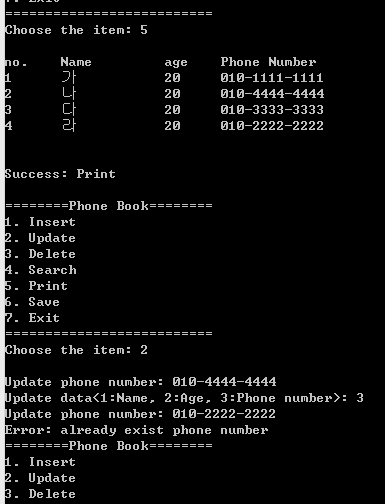 7. Exit
==========================
Choose the item: 5
no. Name age Phone Number
1 가 20 010-1111-1111
2 나 20 010-4444-4444
3 다 20 010-3333-3333
4 라 20 010-2222-2222
Success: Print
========Phone Book========
1. Insert
2. Update
3. Delete
4. Search
5. Print
6. Save
7. Exit
==========================
Choose the item: 2
Update phone number: 010-4444-4444
Update data<1:Name, 2:Age, 3:Phone number>: 3
Update phone number: 010-2222-2222
Error: already exist phone number
========Phone Book========
1. Insert
2. Update
3. Delete